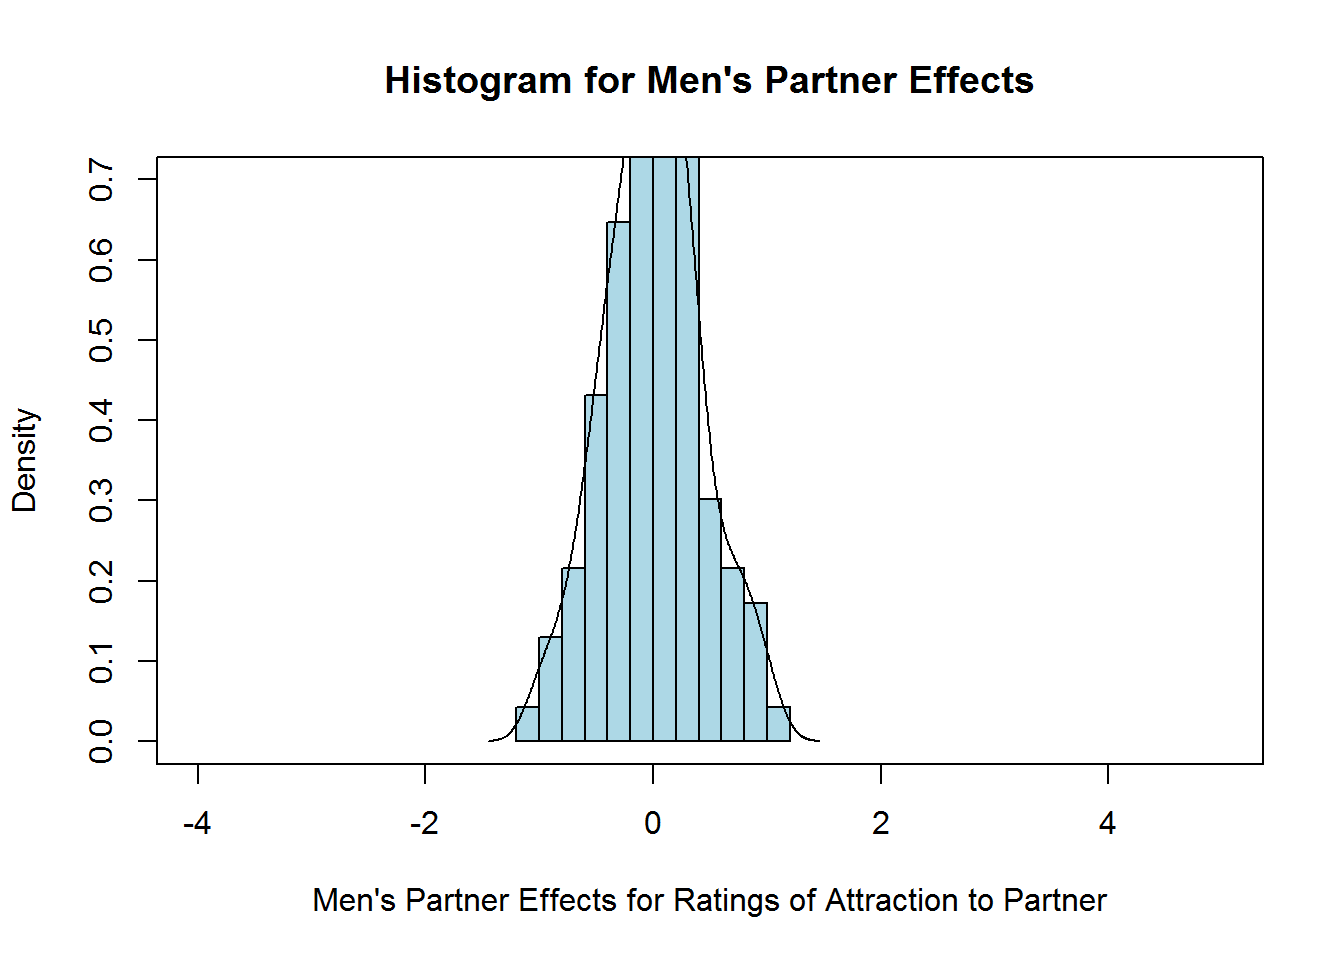 Histogram for Men's Partner Effects
Density
0.7
0.6
0.5
0.4
0.3
0.2
0.1
0.0
-4 -2 0 2 4
Men's Partner Effects for Ratings of Attraction to Partner